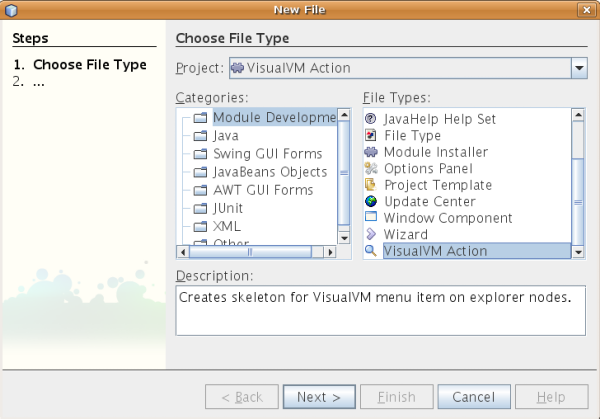 New File
Steps
1. Choose File Type
2. ...
Choose File Type
Project: VisualVM Action
Categories:
Module Developme
Java
Swing GUI Forms
JavaBeans Objects
AWT GUI Forms
JUnit
XML
Other
File Types:
JavaHelp Help Set
File Type
Module Installer
Options Panel
Project Template
Update Center
Window Component
Wizard
VisualVM Action
Description:
Creates skeleton for VisualVM menu item on explorer nodes.
< Back Next > Finish Cancel Help